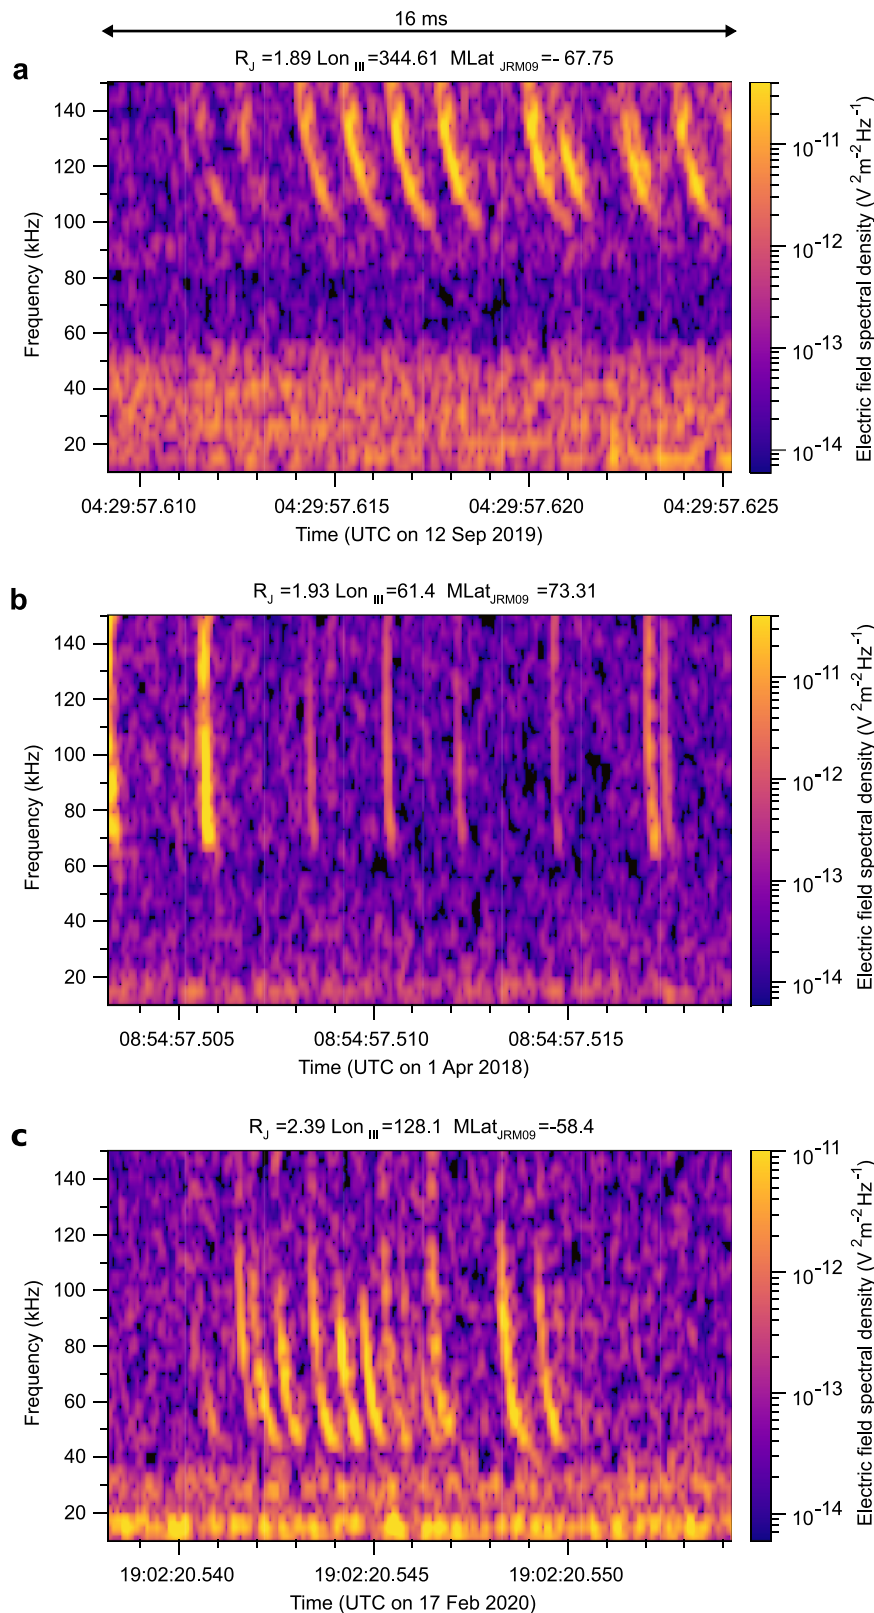 16 ms
a
R_J =1.89 Lon_III=344.61 MLat_JRM09=- 67.75
Frequency (kHz)
140
120
100
80
60
40
20
04:29:57.610 04:29:57.615 04:29:57.620 04:29:57.625
Time (UTC on 12 Sep 2019)
10⁻¹¹
10⁻¹²
10⁻¹³
10⁻¹⁴
Electric field spectral density (V²m⁻²Hz⁻¹)
b
R_J =1.93 Lon_III=61.4 MLat_JRM09 =73.31
Frequency (kHz)
140
120
100
80
60
40
20
08:54:57.505 08:54:57.510 08:54:57.515
Time (UTC on 1 Apr 2018)
10⁻¹¹
10⁻¹²
10⁻¹³
10⁻¹⁴
Electric field spectral density (V²m⁻²Hz⁻¹)
c
R_J =2.39 Lon_III=128.1 MLat_JRM09=-58.4
Frequency (kHz)
140
120
100
80
60
40
20
19:02:20.540 19:02:20.545 19:02:20.550
Time (UTC on 17 Feb 2020)
10⁻¹¹
10⁻¹²
10⁻¹³
10⁻¹⁴
Electric field spectral density (V²m⁻²Hz⁻¹)